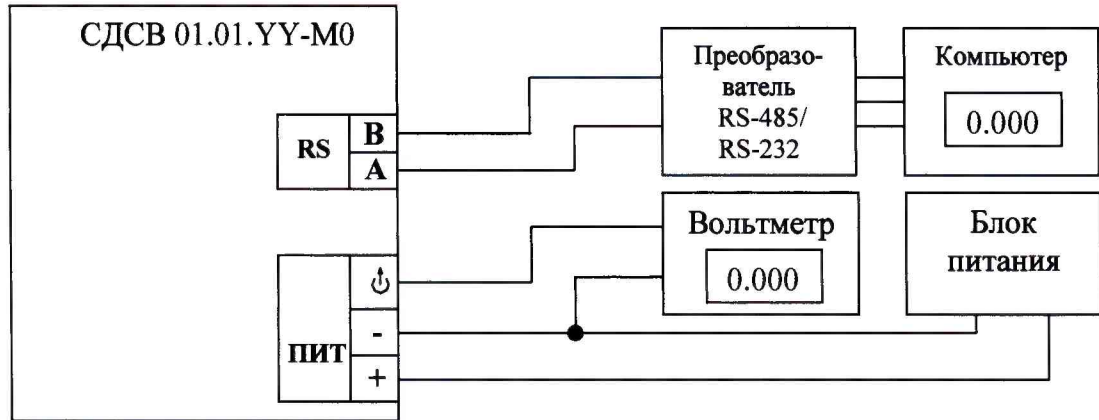 СДСВ 01.01.YY-М0
RS
B
A
ПИТ
-
+
Преобразо-
ватель
RS-485/
RS-232
Компьютер
0.000
Вольтметр
0.000
Блок
питания